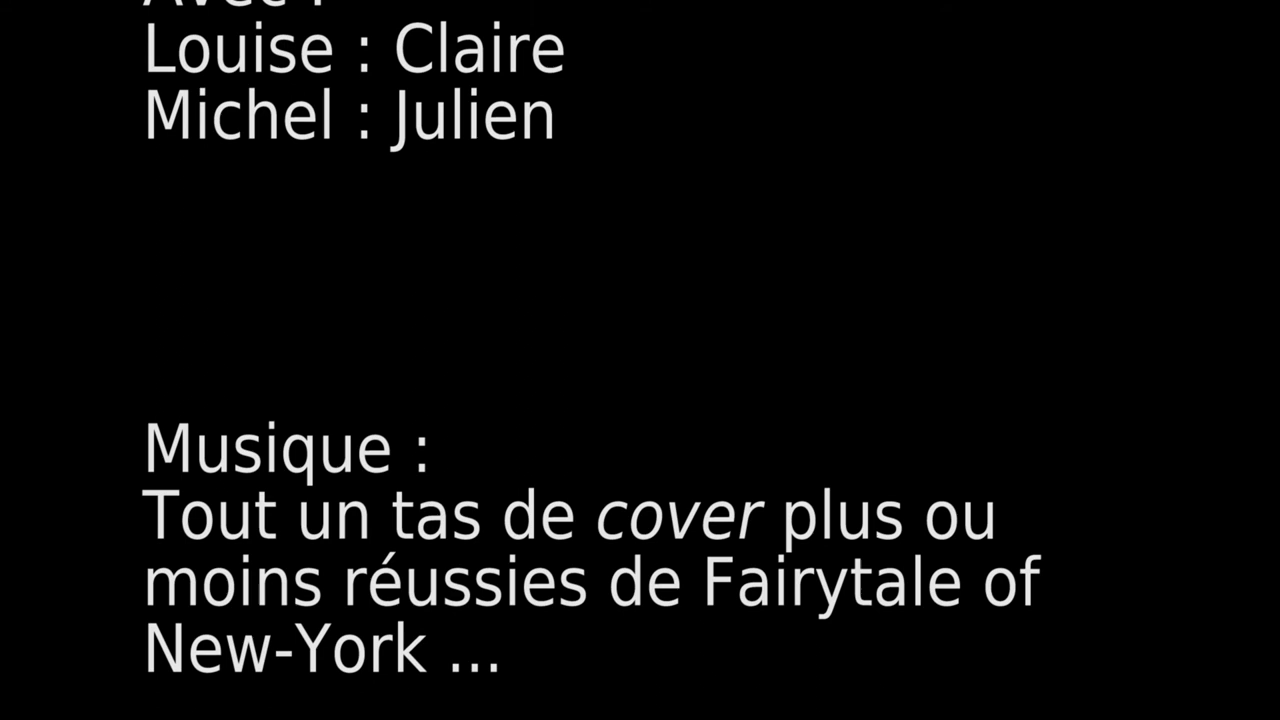 Avec :
Louise : Claire
Michel : Julien
Musique :
Tout un tas de cover plus ou
moins réussies de Fairytale of
New-York ...